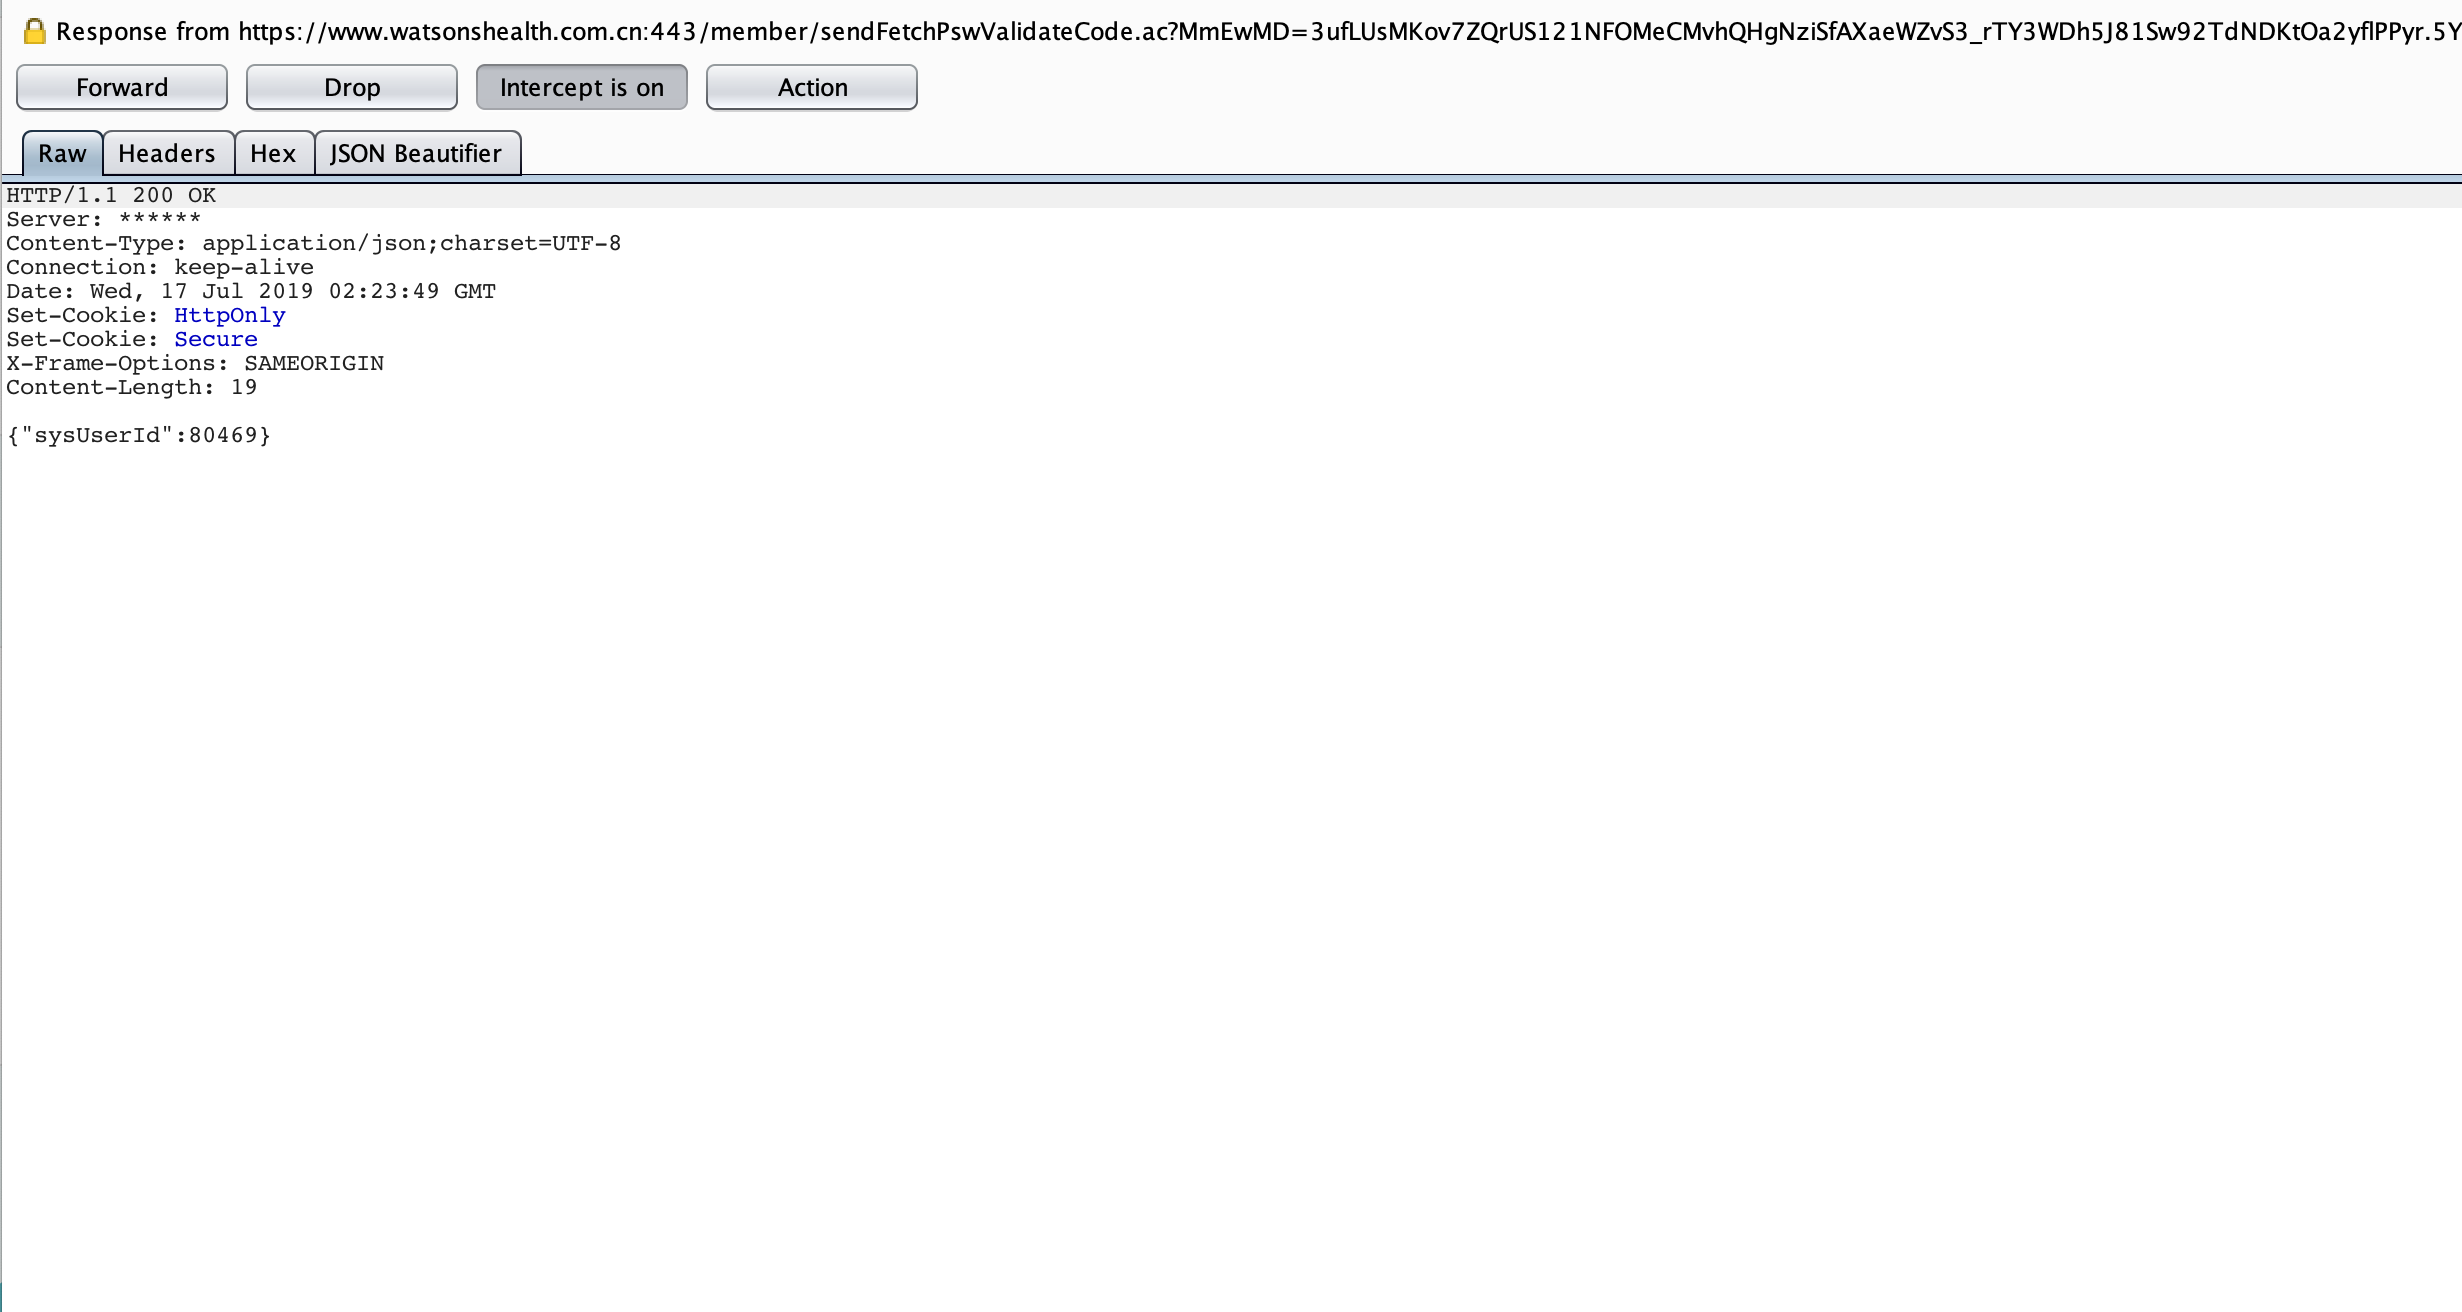 Response from https://www.watsonshealth.com.cn:443/member/sendFetchPswValidateCode.ac?MmEwMD=3ufLUsMKov7ZQrUS121NFOMeCMvhQHgNziSfAXaeWZvS3_rTY3WDh5J81Sw92TdNDKtOa2yflPPyr.5Y
Forward Drop Intercept is on Action
Raw Headers Hex JSON Beautifier
HTTP/1.1 200 OK
Server: ******
Content-Type: application/json;charset=UTF-8
Connection: keep-alive
Date: Wed, 17 Jul 2019 02:23:49 GMT
Set-Cookie: HttpOnly
Set-Cookie: Secure
X-Frame-Options: SAMEORIGIN
Content-Length: 19
{"sysUserId":80469}